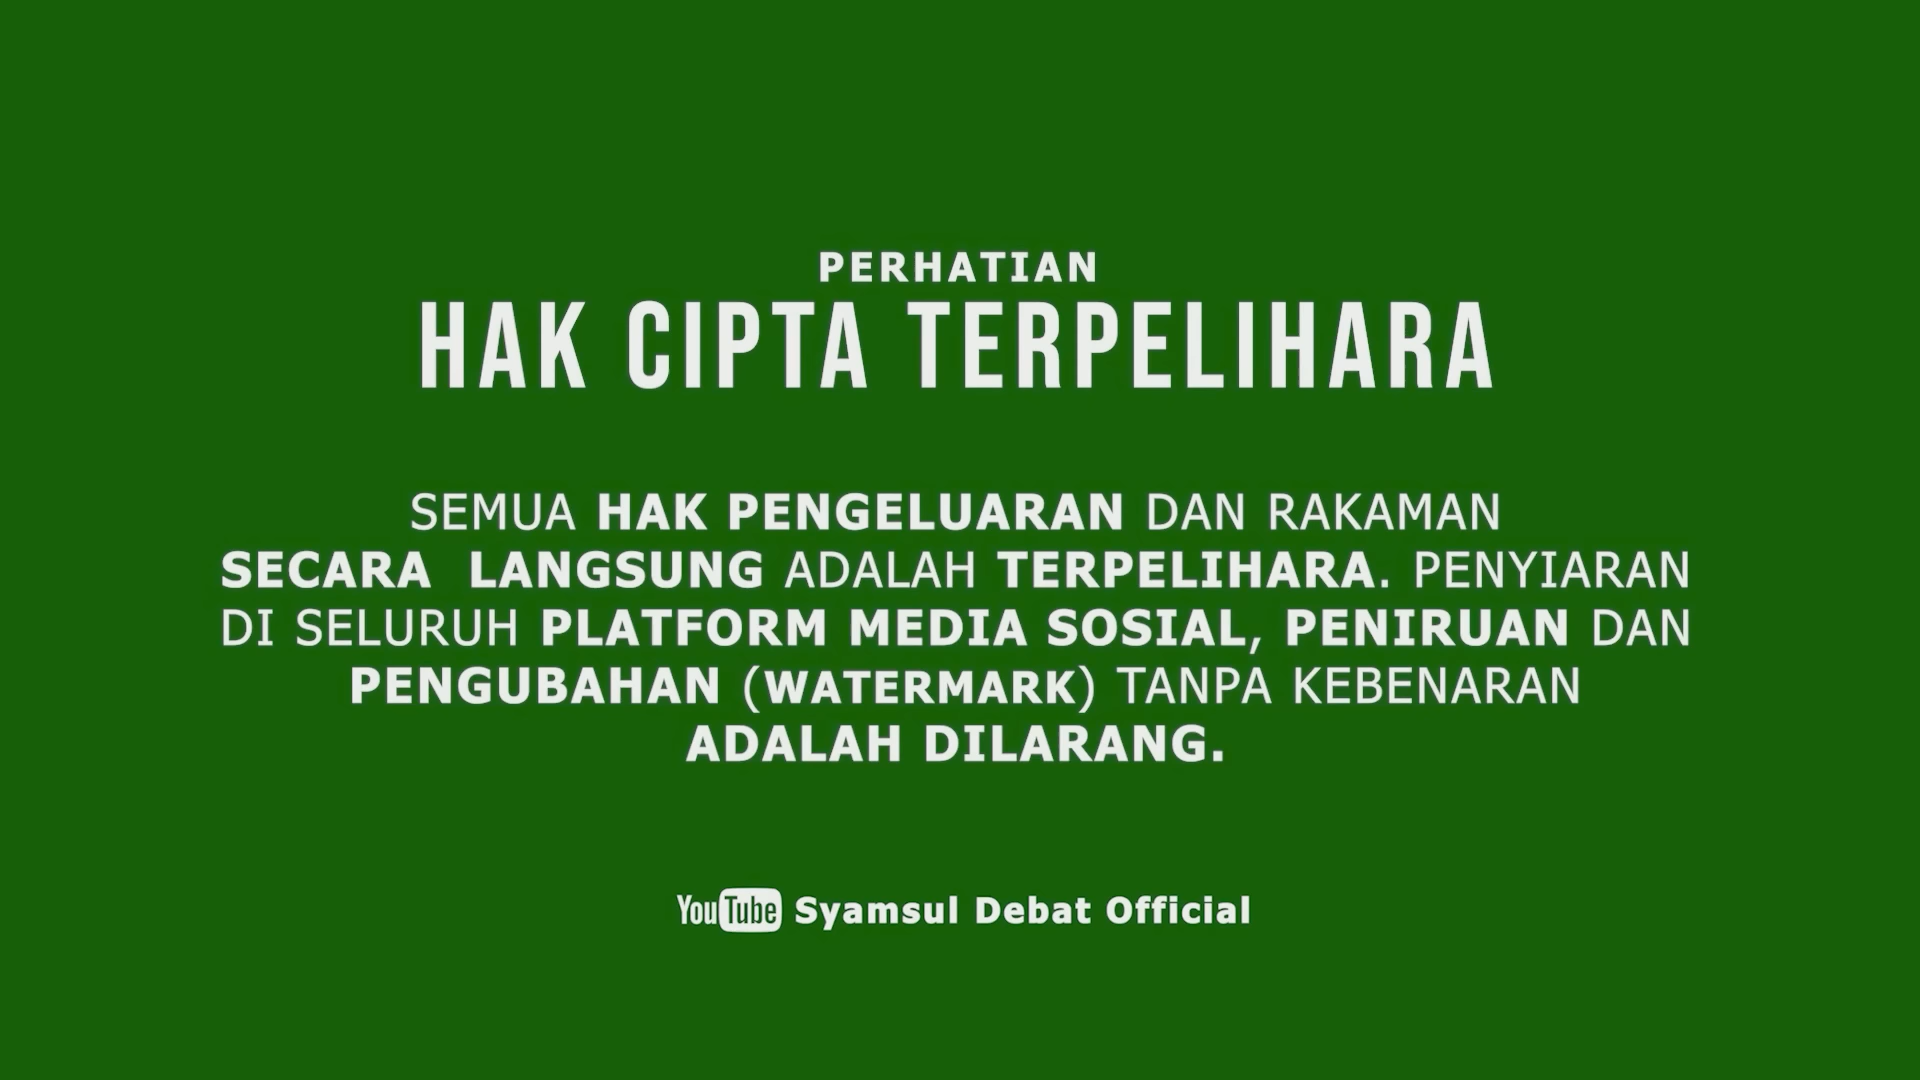 PERHATIAN
HAK CIPTA TERPELIHARA
SEMUA HAK PENGELUARAN DAN RAKAMAN
SECARA LANGSUNG ADALAH TERPELIHARA. PENYIARAN
DI SELURUH PLATFORM MEDIA SOSIAL, PENIRUAN DAN
PENGUBAHAN (WATERMARK) TANPA KEBENARAN
ADALAH DILARANG.
YouTube Syamsul Debat Official